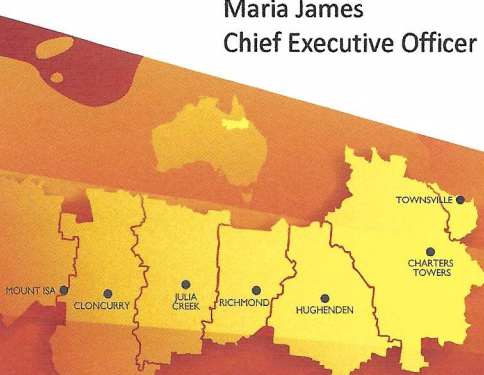 Maria James
Chief Executive Officer
TOWNSVILLE
CHARTERS
TOWERS
MOUNT ISA
CLONCURRY
JULIA
CREEK
RICHMOND
HUGHENDEN